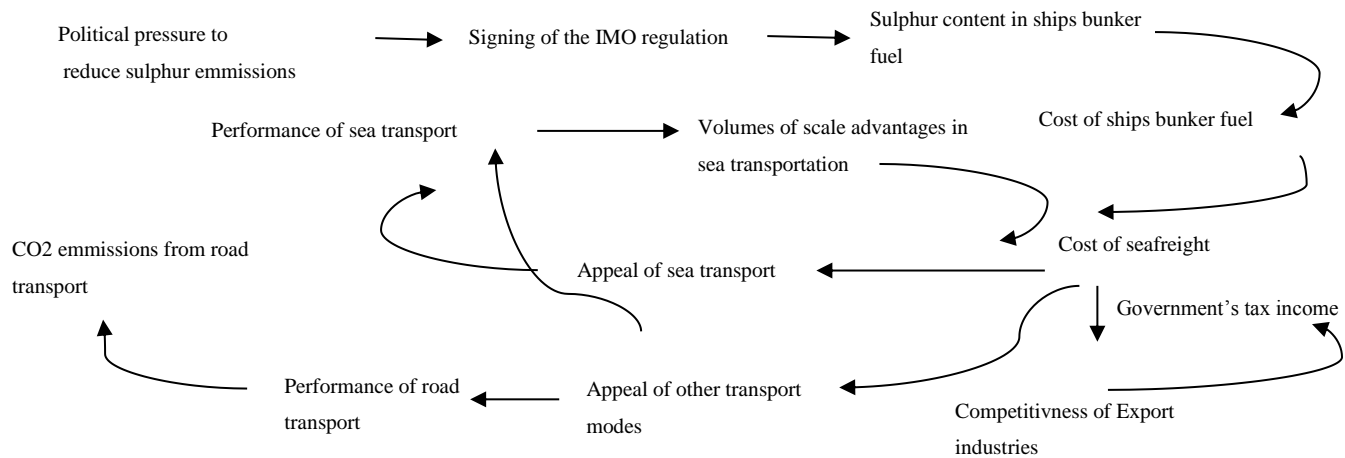 Political pressure to
reduce sulphur emmissions
Signing of the IMO regulation
Sulphur content in ships bunker
fuel
Performance of sea transport
Volumes of scale advantages in
sea transportation
Cost of ships bunker fuel
CO2 emmissions from road
transport
Appeal of sea transport
Cost of seafreight
Government’s tax income
Performance of road
transport
Appeal of other transport
modes
Competitivness of Export
industries